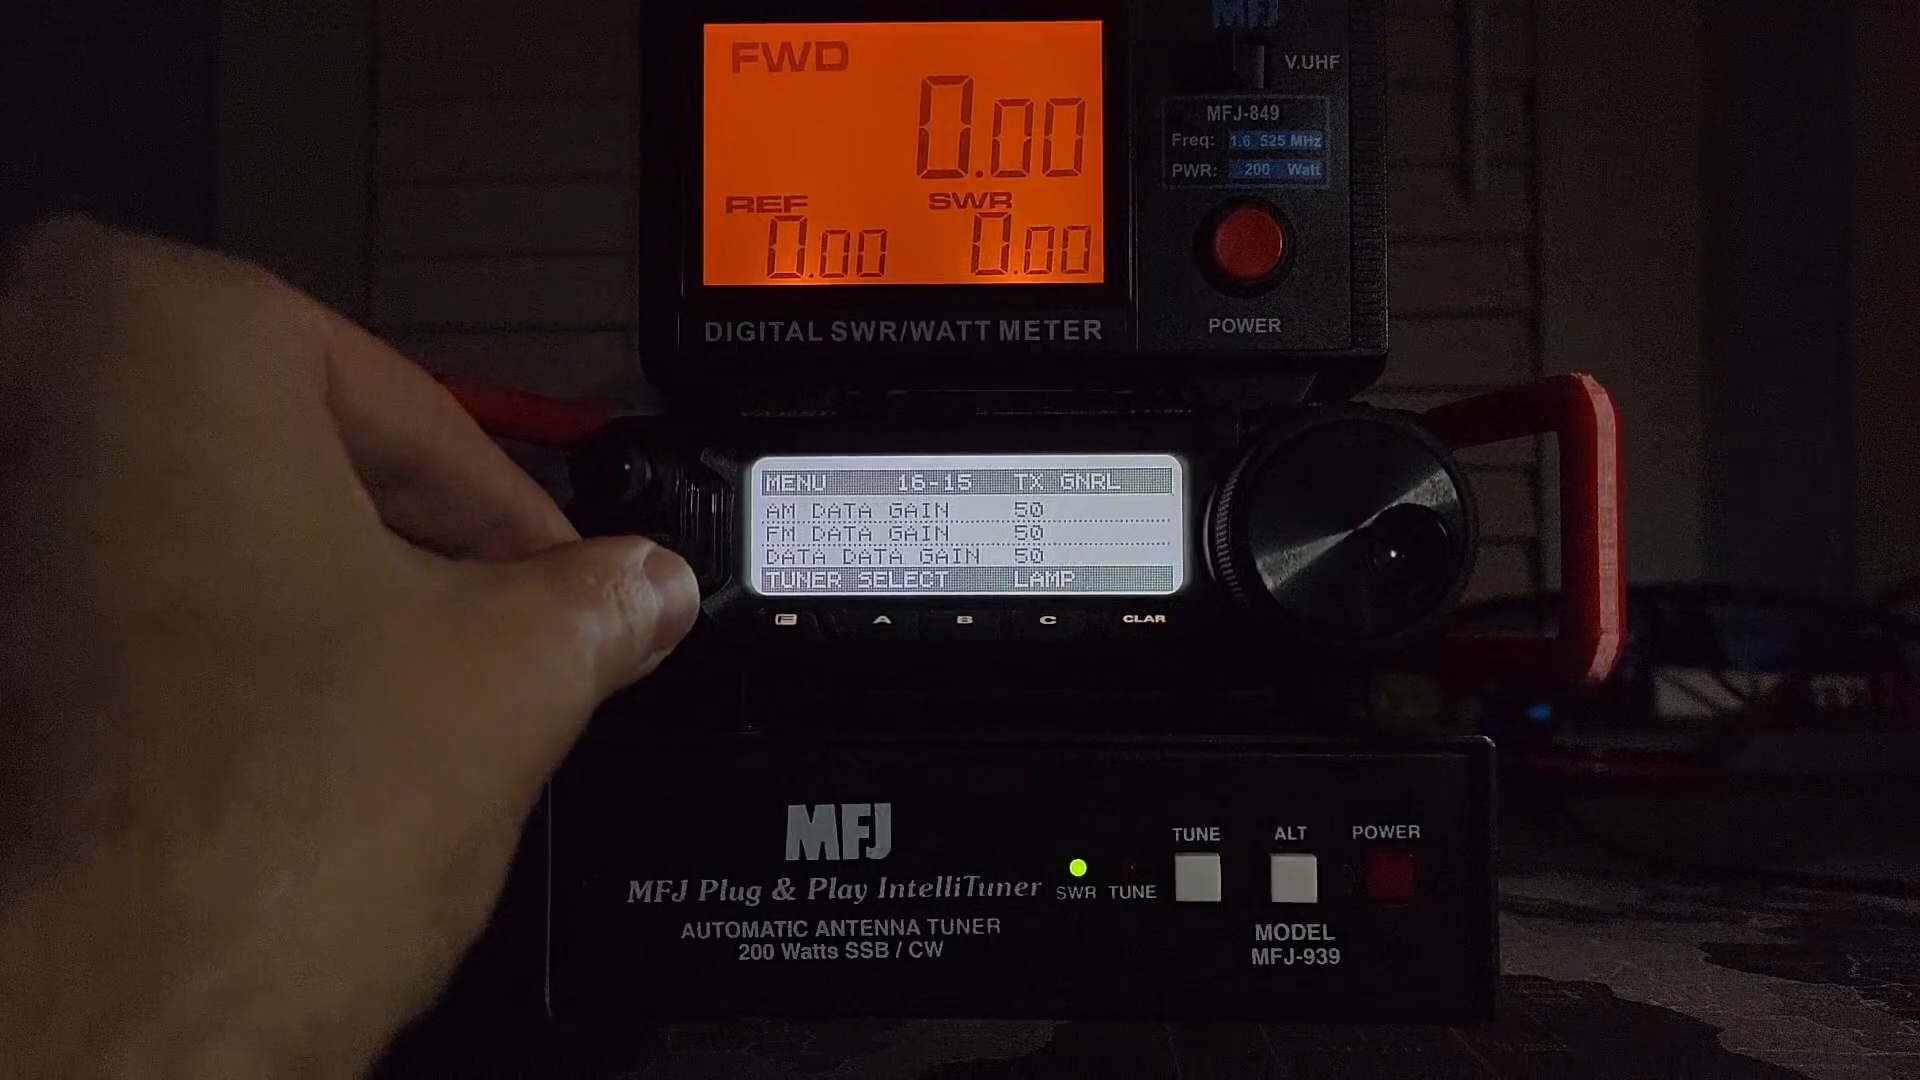 MFJ
FWD
0.00
V.UHF
MFJ-849
Freq: 1.6 525 MHz
PWR: 200 Watt
REF
0.00
SWR
0.00
POWER
DIGITAL SWR/WATT METER
MENU 16-15 TX GNRL
AM DATA GAIN 50
FM DATA GAIN 50
DATA DATA GAIN 50
TUNER SELECT LAMP
F A B C CLAR
MFJ
MFJ Plug & Play IntelliTuner
AUTOMATIC ANTENNA TUNER
200 Watts SSB / CW
SWR TUNE
TUNE ALT POWER
MODEL
MFJ-939